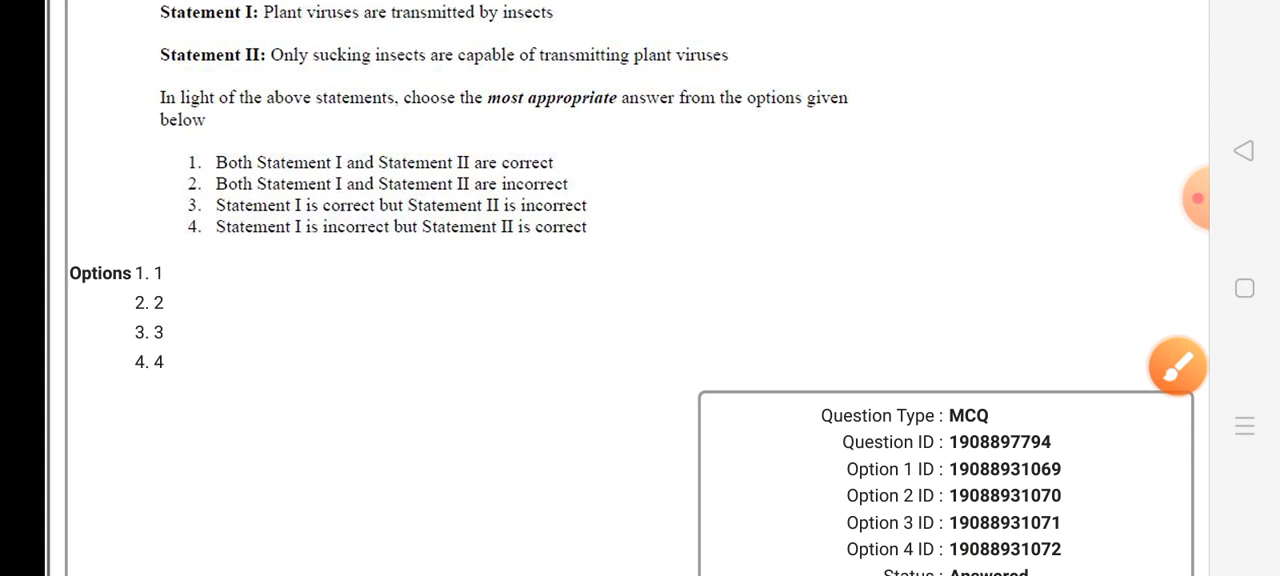 Statement I: Plant viruses are transmitted by insects
Statement II: Only sucking insects are capable of transmitting plant viruses
In light of the above statements, choose the most appropriate answer from the options given
below
1. Both Statement I and Statement II are correct
2. Both Statement I and Statement II are incorrect
3. Statement I is correct but Statement II is incorrect
4. Statement I is incorrect but Statement II is correct
Options 1. 1
2. 2
3. 3
4. 4
Question Type : MCQ
Question ID : 1908897794
Option 1 ID : 19088931069
Option 2 ID : 19088931070
Option 3 ID : 19088931071
Option 4 ID : 19088931072
Status : Answered